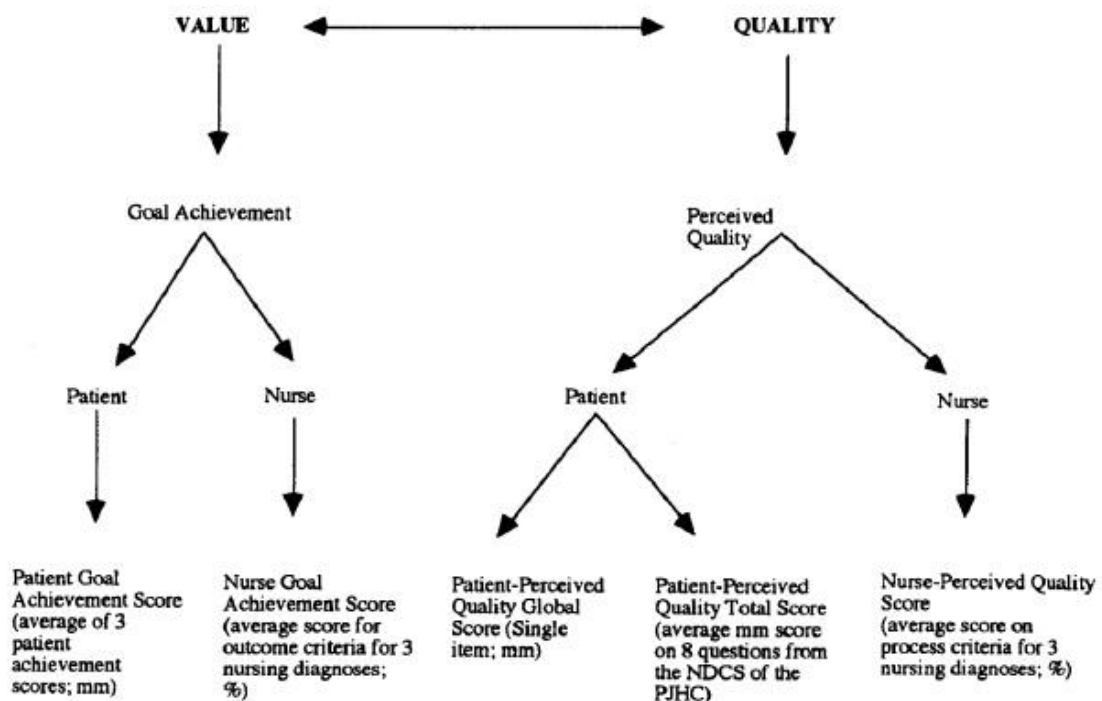 VALUE
QUALITY
Goal Achievement
Perceived
Quality
Patient
Nurse
Patient
Nurse
Patient Goal
Achievement Score
(average of 3
patient
achievement
scores; mm)
Nurse Goal
Achievement Score
(average score for
outcome criteria for 3
nursing diagnoses;
%)
Patient-Perceived
Quality Global
Score (Single
item; mm)
Patient-Perceived
Quality Total Score
(average mm score
on 8 questions from
the NDCS of the
PJHC)
Nurse-Perceived Quality
Score
(average score on
process criteria for 3
nursing diagnoses; %)